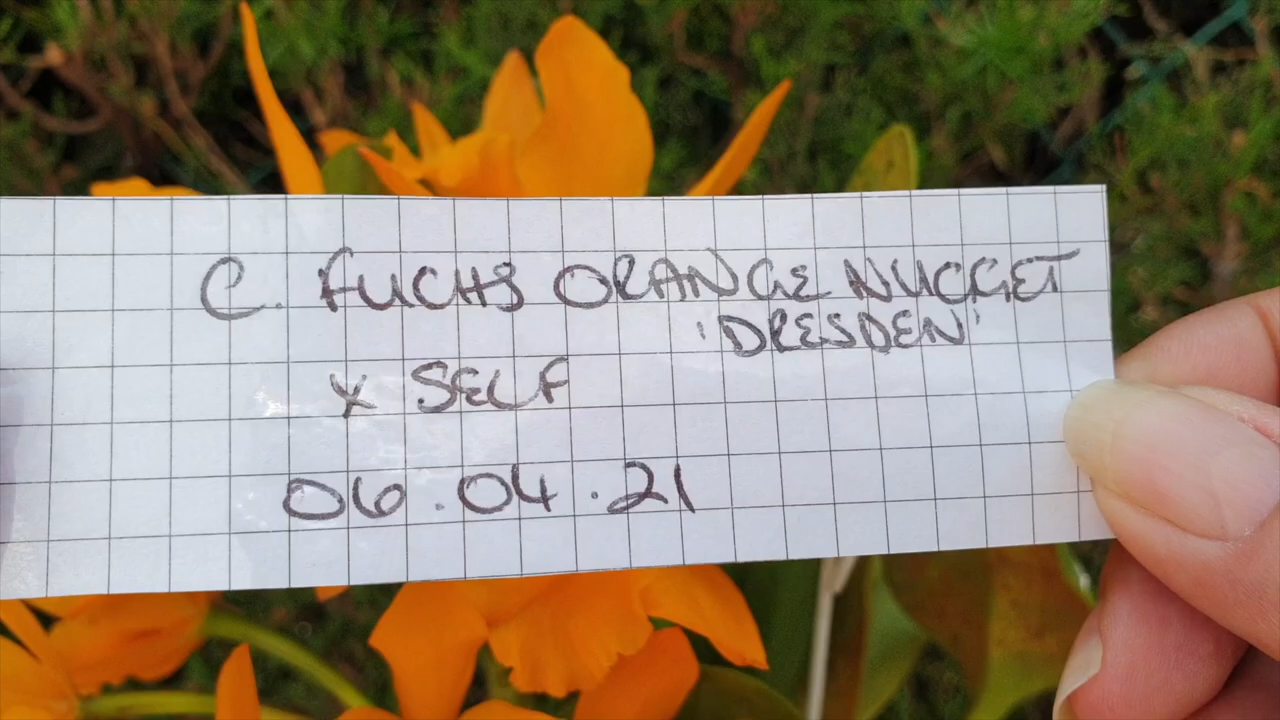 C. FUCHS ORANGE NUGGET
'DRESDEN'
X SELF
06.04.21